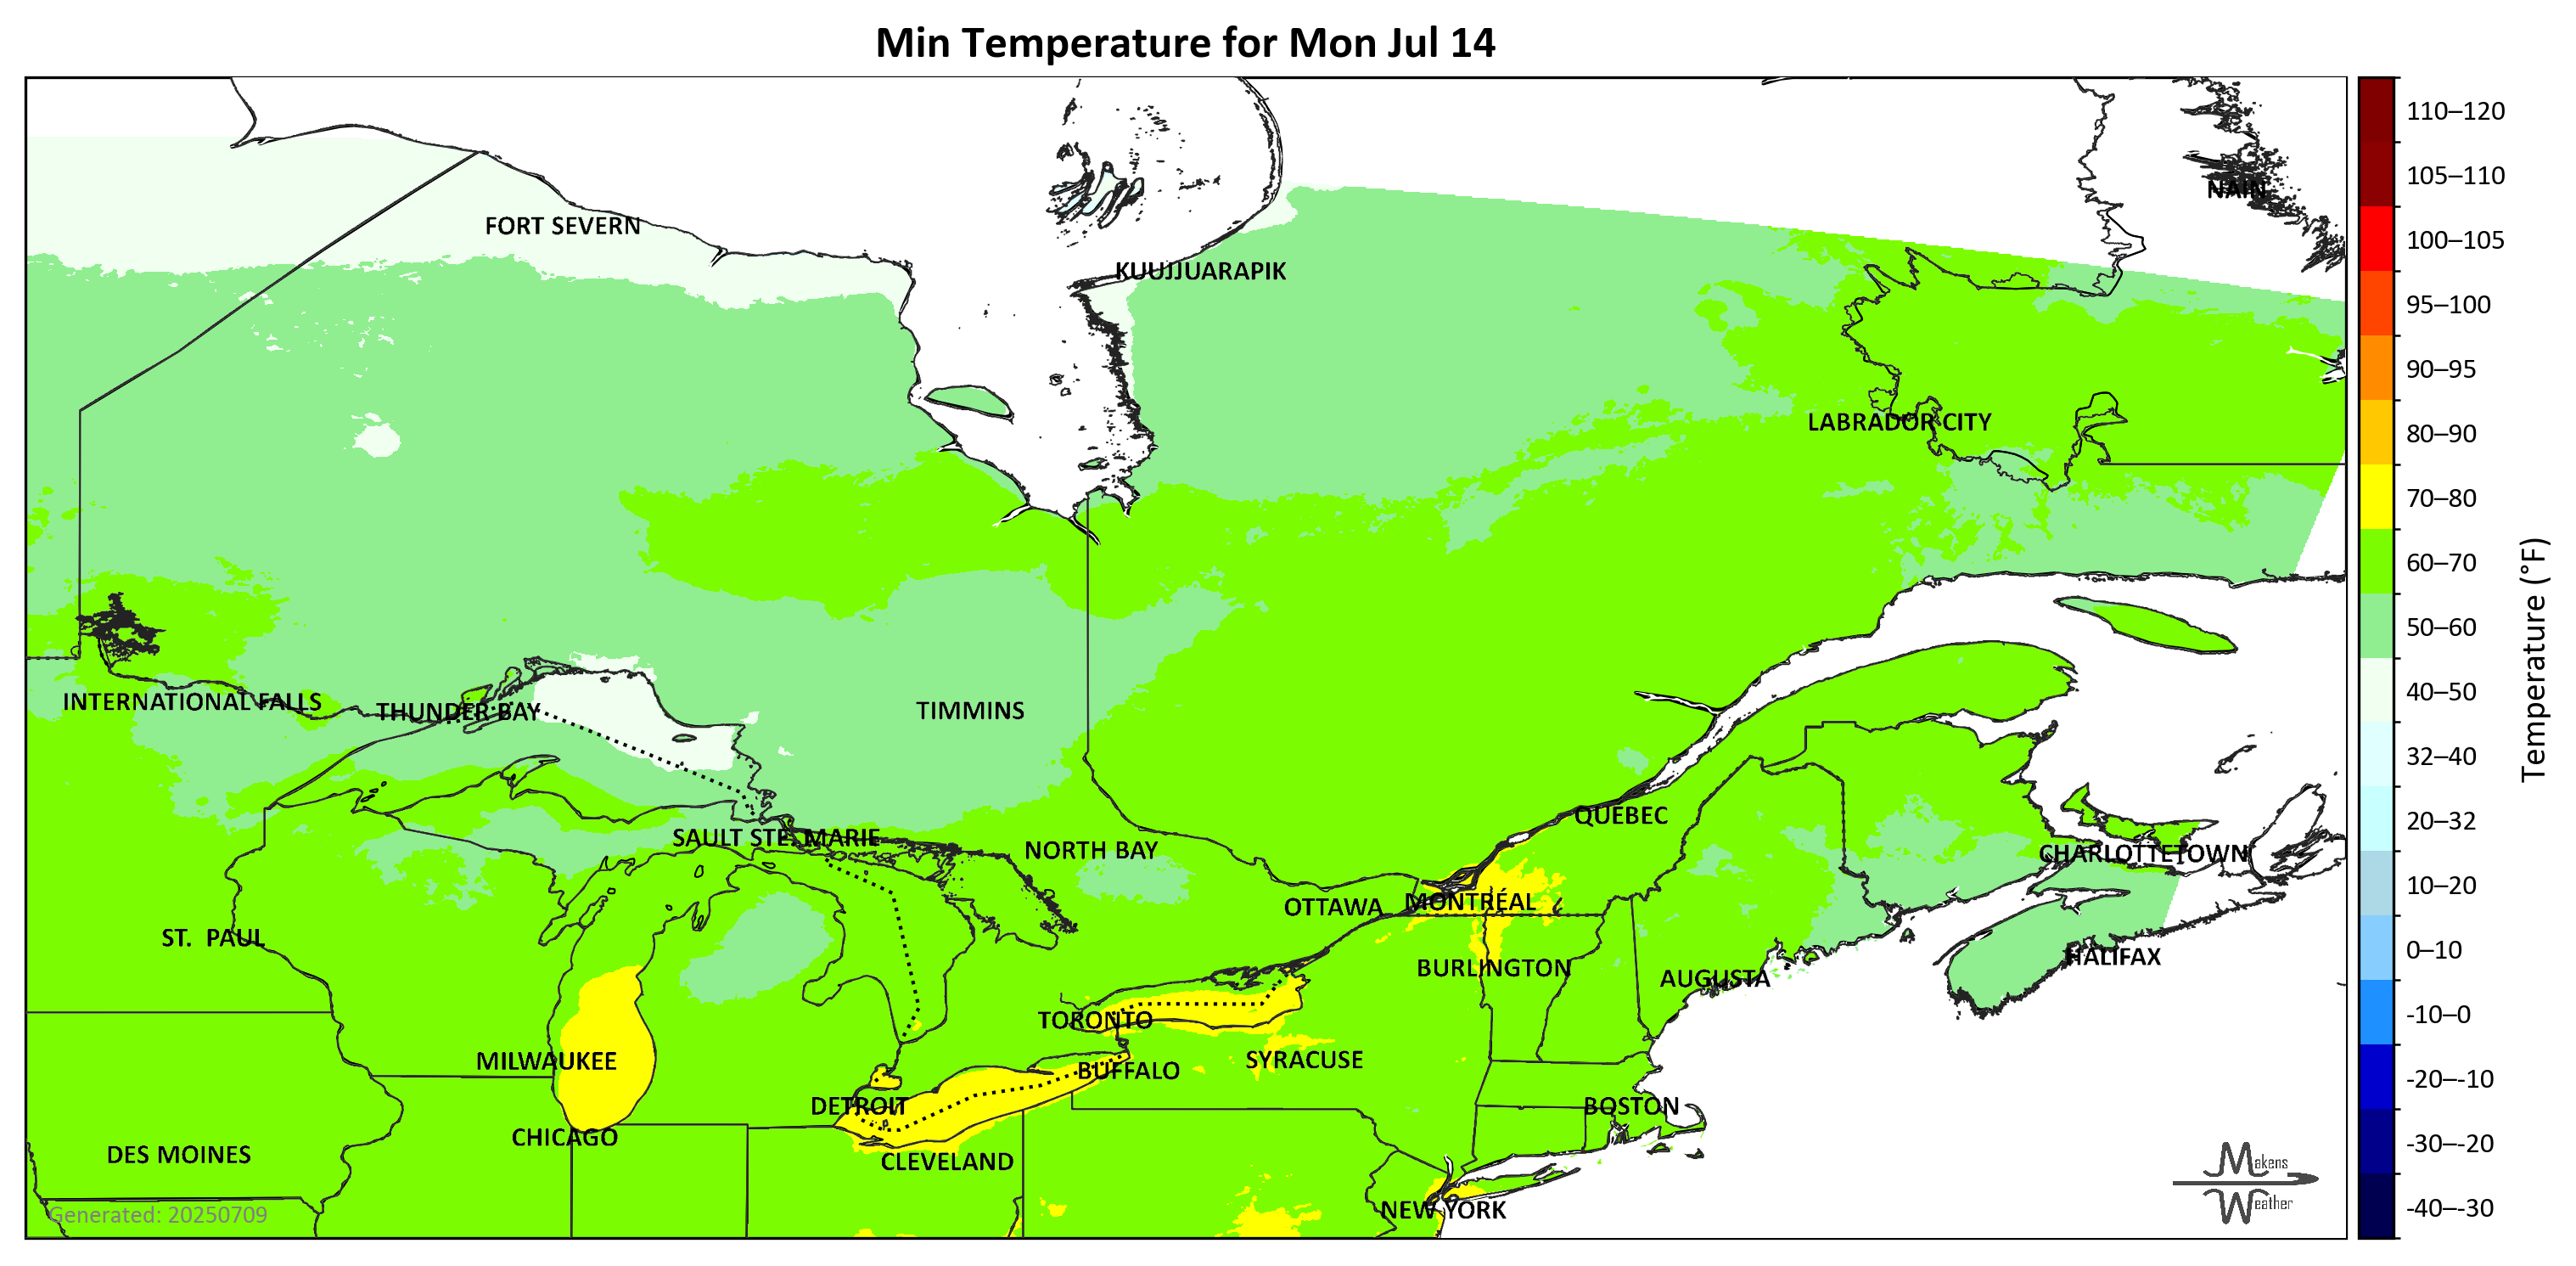 Min Temperature for Mon Jul 14
NAIN
FORT SEVERN
KUUJJUARAPIK
LABRADOR CITY
INTERNATIONAL FALLS
THUNDER BAY
TIMMINS
QUÉBEC
SAULT STE. MARIE
NORTH BAY
CHARLOTTETOWN
MONTRÉAL
OTTAWA
ST. PAUL
HALIFAX
BURLINGTON
AUGUSTA
TORONTO
MILWAUKEE
SYRACUSE
BUFFALO
DETROIT
BOSTON
CHICAGO
DES MOINES
CLEVELAND
NEW YORK
Generated: 20250709
Makens
Weather
110–120
105–110
100–105
95–100
90–95
80–90
70–80
60–70
50–60
40–50
32–40
20–32
10–20
0–10
-10–0
-20–-10
-30–-20
-40–-30
Temperature (°F)